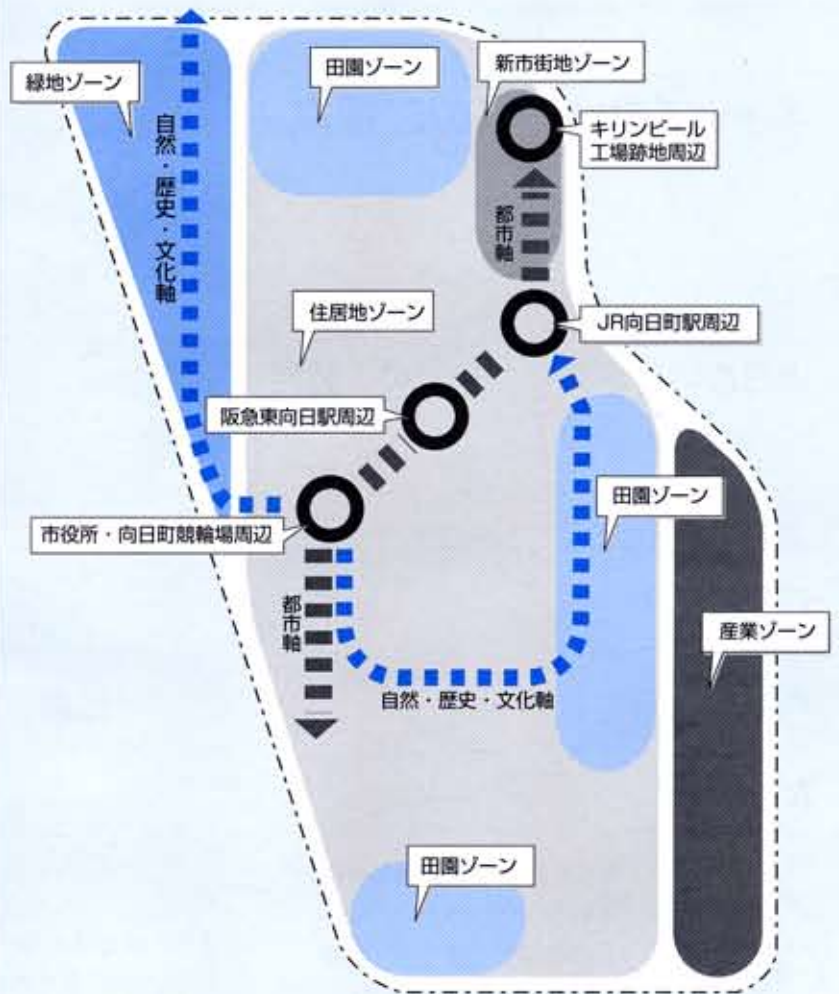 緑地ゾーン
田園ゾーン
新市街地ゾーン
キリンビール
工場跡地周辺
自然・歴史・文化軸
都市軸
住居地ゾーン
JR向日町駅周辺
阪急東向日駅周辺
田園ゾーン
市役所・向日町競輪場周辺
都市軸
産業ゾーン
自然・歴史・文化軸
田園ゾーン